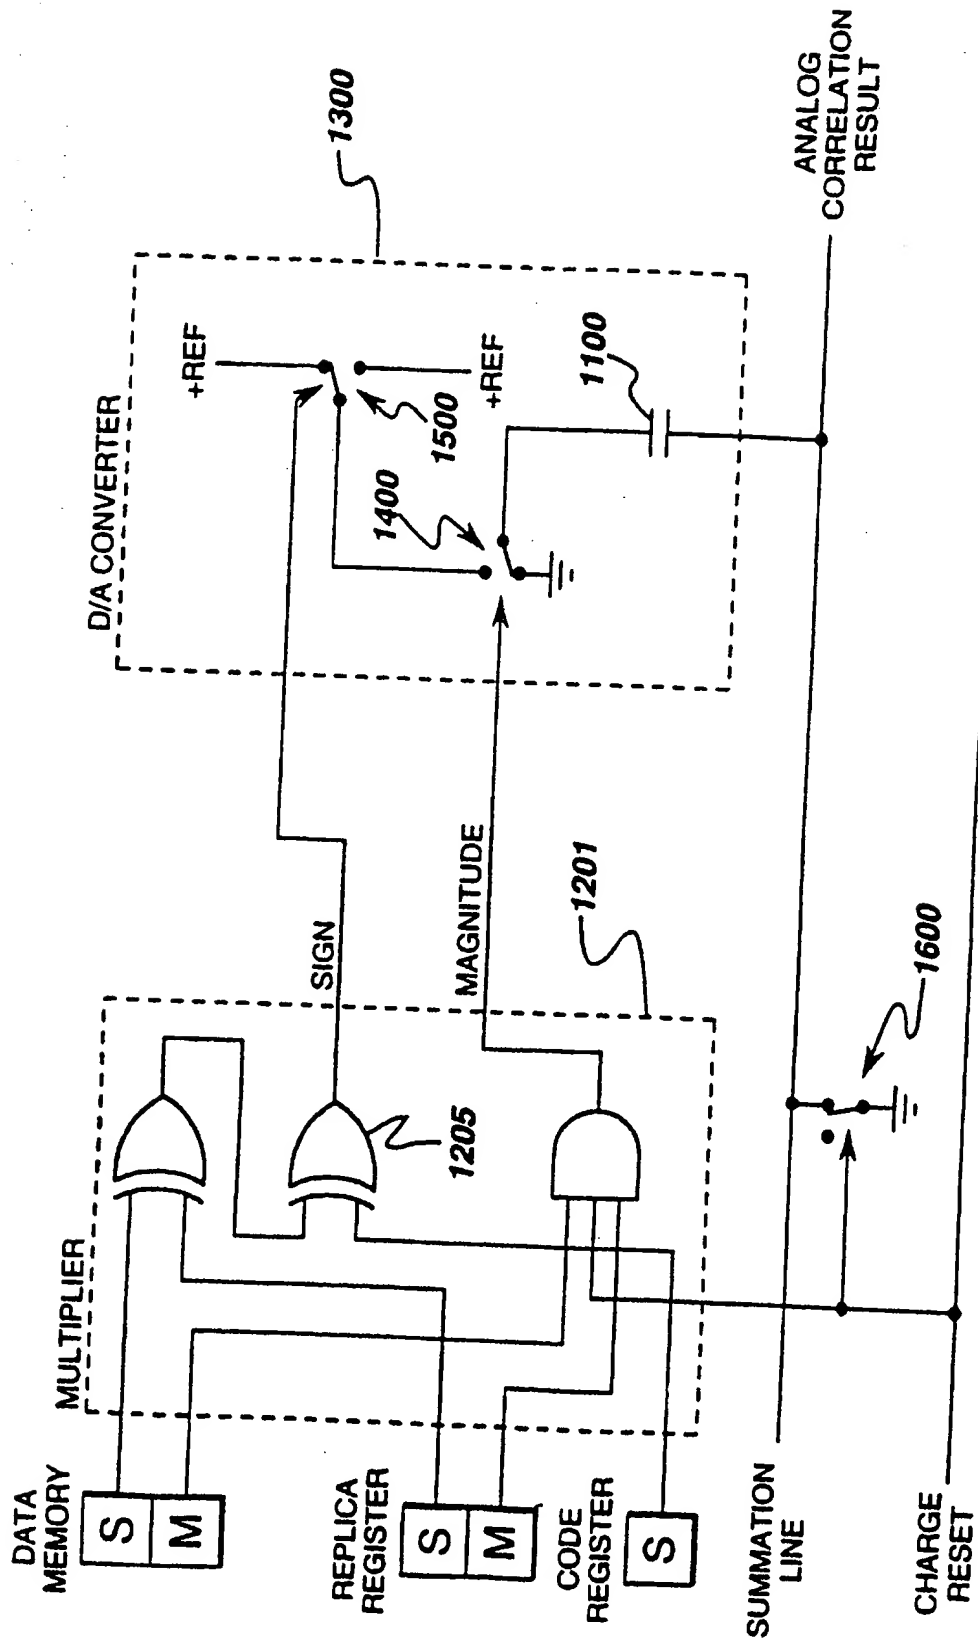 DATA
MEMORY
S
M
REPLICA
REGISTER
S
M
CODE
REGISTER
S
SUMMATION
LINE
CHARGE
RESET
MULTIPLIER
1205
SIGN
MAGNITUDE
1201
1600
D/A CONVERTER
+REF
1500
+REF
1400
1100
1300
ANALOG
CORRELATION
RESULT